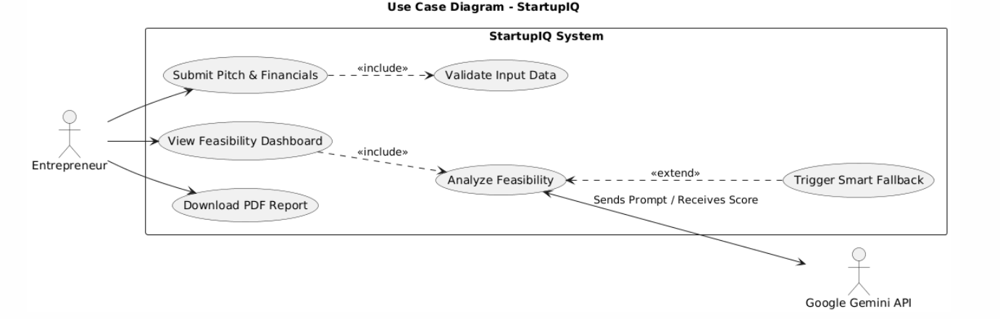 Use Case Diagram - StartupIQ
StartupIQ System
Submit Pitch & Financials
«include»
Validate Input Data
View Feasibility Dashboard
«include»
Entrepreneur
Analyze Feasibility
«extend»
Trigger Smart Fallback
Sends Prompt / Receives Score
Download PDF Report
Google Gemini API